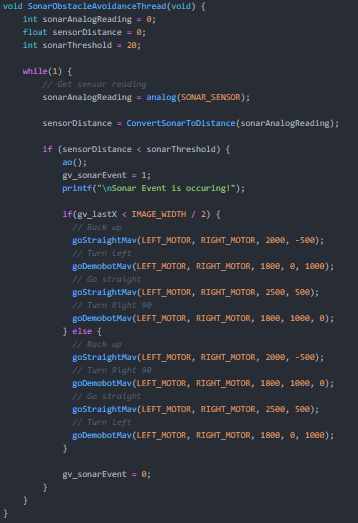 void SonarObstacleAvoidanceThread(void) {
    int sonarAnalogReading = 0;
    float sensorDistance = 0;
    int sonarThreshold = 20;

    while(1) {
        // Get sensor reading
        sonarAnalogReading = analog(SONAR_SENSOR);

        sensorDistance = ConvertSonarToDistance(sonarAnalogReading);

        if (sensorDistance < sonarThreshold) {
            ao();
            gv_sonarEvent = 1;
            printf("\nSonar Event is occuring!");

            if(gv_lastX < IMAGE_WIDTH / 2) {
              // Back up
              goStraightMav(LEFT_MOTOR, RIGHT_MOTOR, 2000, -500);
              // Turn Left
              goDemobotMav(LEFT_MOTOR, RIGHT_MOTOR, 1800, 0, 1000);
              // Go straight
              goStraightMav(LEFT_MOTOR, RIGHT_MOTOR, 2500, 500);
              // Turn Right 90
              goDemobotMav(LEFT_MOTOR, RIGHT_MOTOR, 1800, 1000, 0);
            } else {
              // Back up
              goStraightMav(LEFT_MOTOR, RIGHT_MOTOR, 2000, -500);
              // Turn Right 90
              goDemobotMav(LEFT_MOTOR, RIGHT_MOTOR, 1800, 1000, 0);
              // Go straight
              goStraightMav(LEFT_MOTOR, RIGHT_MOTOR, 2500, 500);
              // Turn Left
              goDemobotMav(LEFT_MOTOR, RIGHT_MOTOR, 1800, 0, 1000);
            }

            gv_sonarEvent = 0;
        }
    }
}